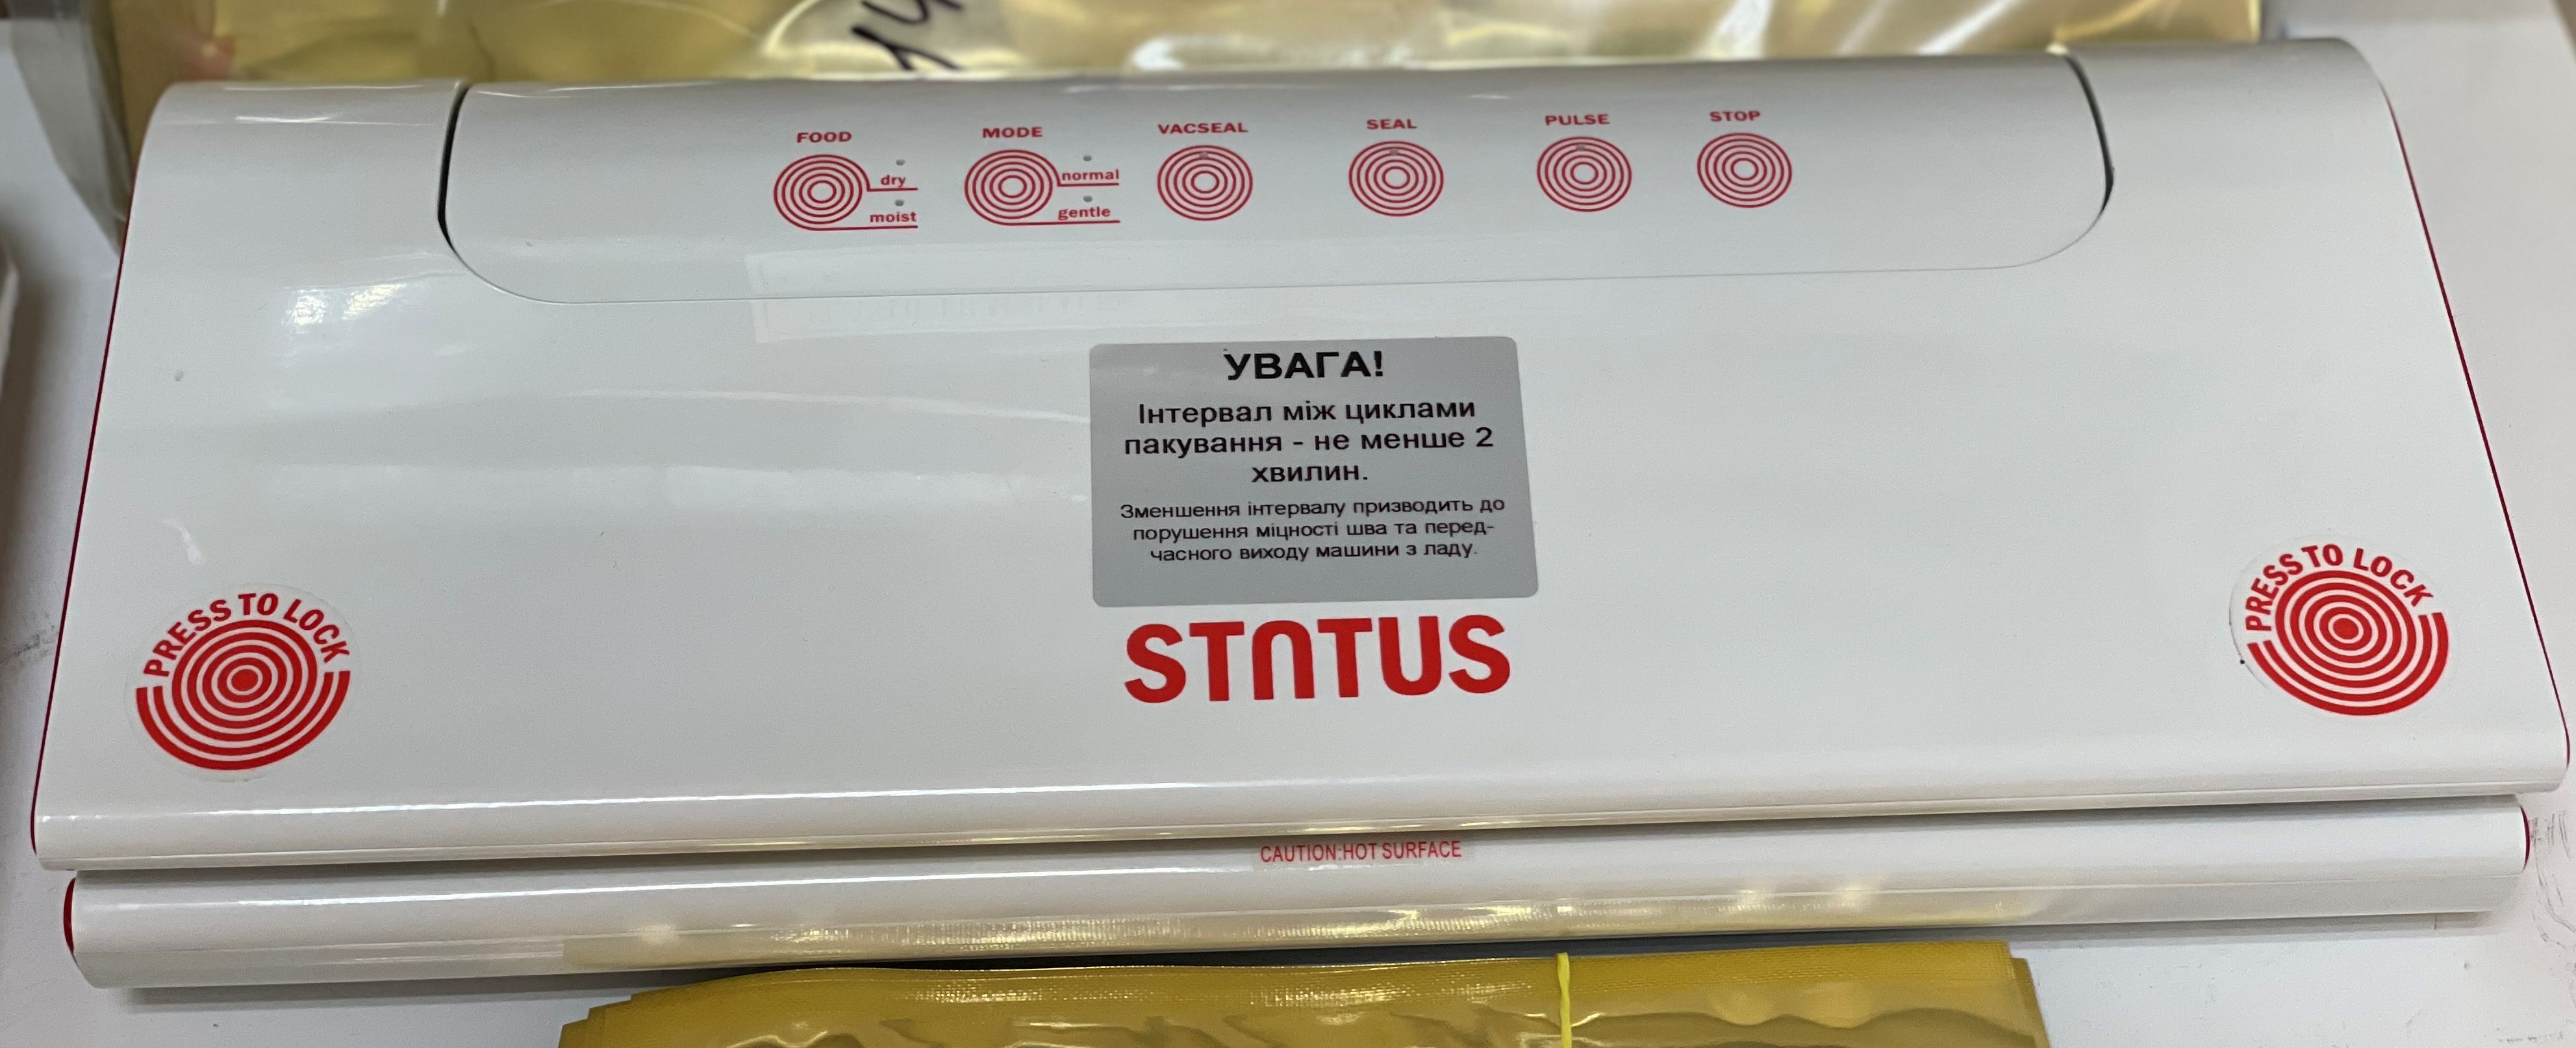 FOOD
dry
moist
MODE
normal
gentle
VACSEAL
SEAL
PULSE
STOP
УВАГА!
Інтервал між циклами
пакування - не менше 2
хвилин.
Зменшення інтервалу призводить до
порушення міцності шва та перед-
часного виходу машини з ладу.
PRESS TO LOCK
STATUS
PRESS TO LOCK
CAUTION:HOT SURFACE